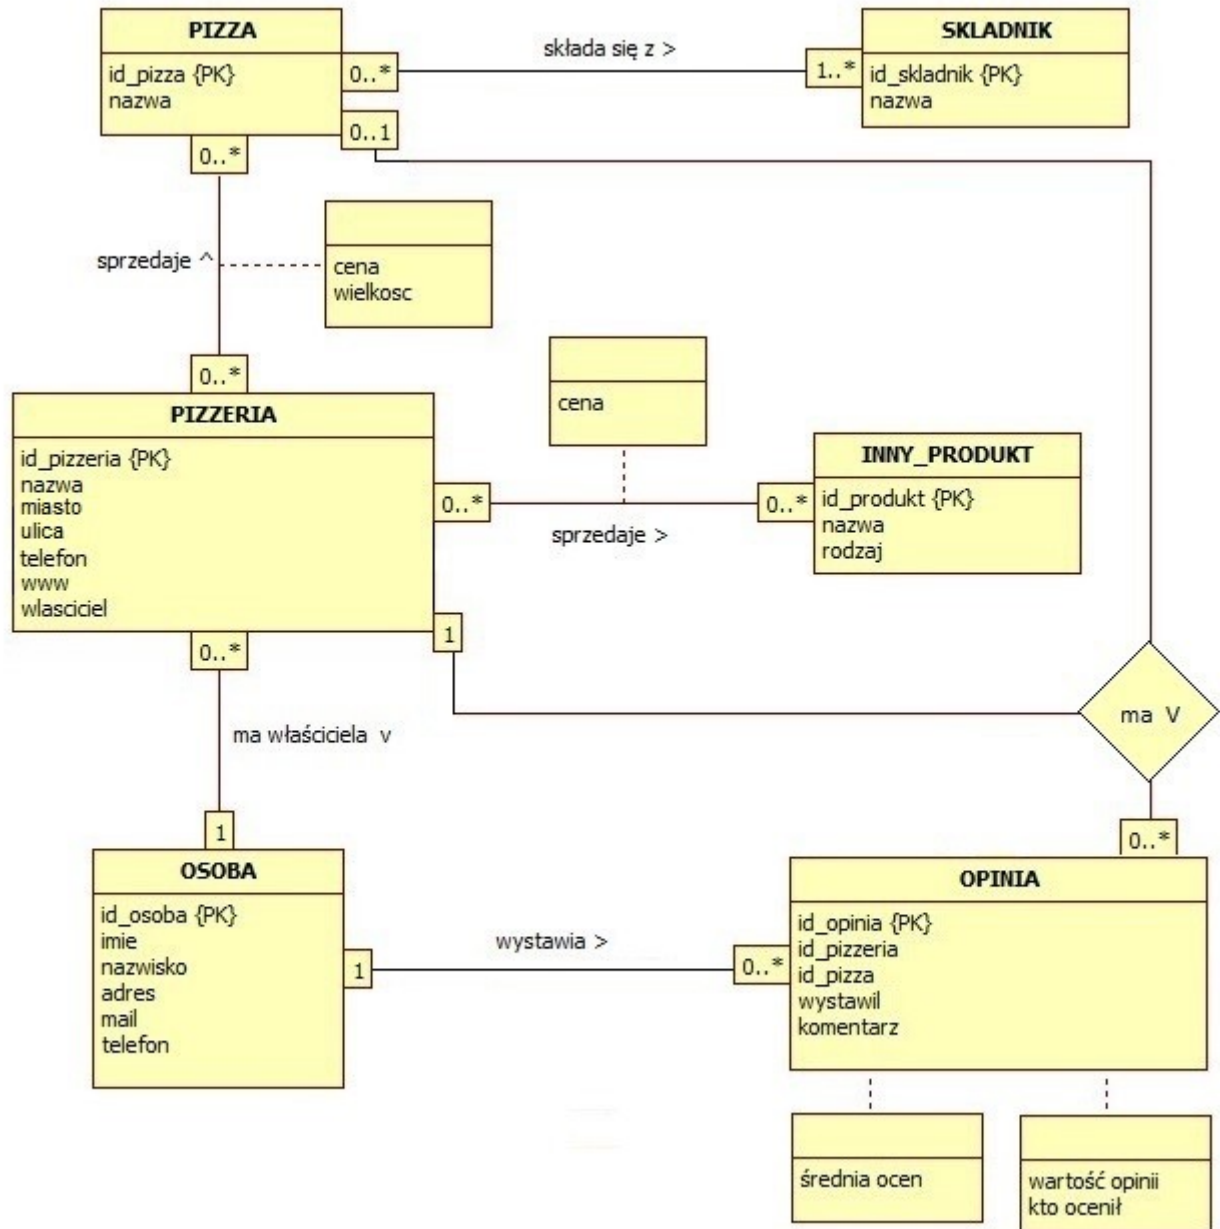 PIZZA
id_pizza {PK}
nazwa
0..*
składa się z >
1..*
SKLADNIK
id_skladnik {PK}
nazwa
0..1
0..*
sprzedaje ^
cena
wielkosc
0..*
PIZZERIA
id_pizzeria {PK}
nazwa
miasto
ulica
telefon
www
wlasciciel
cena
0..*
sprzedaje >
0..*
INNY_PRODUKT
id_produkt {PK}
nazwa
rodzaj
1
0..*
ma V
ma właściciela v
1
0..*
OSOBA
id_osoba {PK}
imie
nazwisko
adres
mail
telefon
1
wystawia >
0..*
OPINIA
id_opinia {PK}
id_pizzeria
id_pizza
wystawil
komentarz
średnia ocen
wartość opinii
kto ocenił